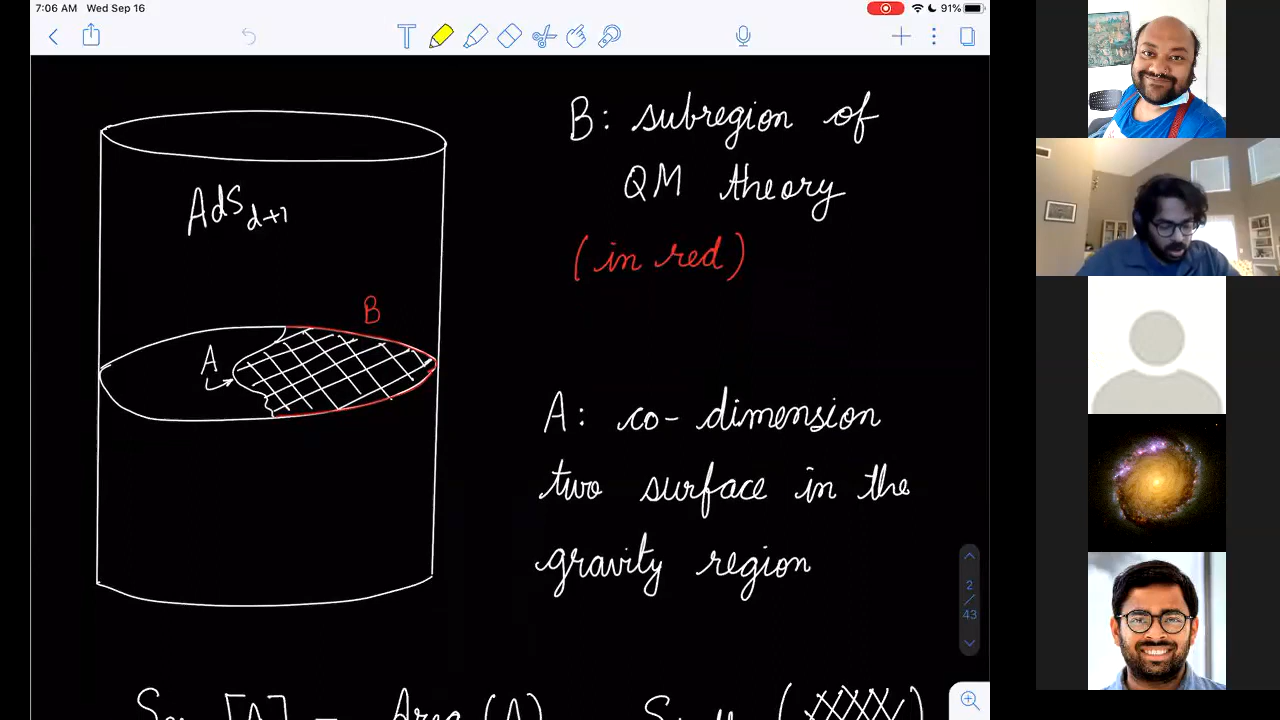 7:06 AM Wed Sep 16
91%
T
AdS d+1
B: subregion of
QM theory
(in red)
B
A
A: co-dimension
two surface in the
gravity region
2
/
43
[A] = Area (A)